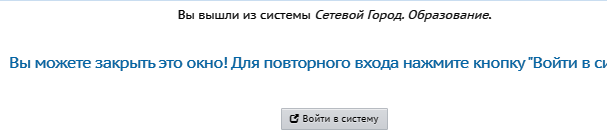 Вы вышли из системы Сетевой Город. Образование.
Вы можете закрыть это окно! Для повторного входа нажмите кнопку "Войти в си
Войти в систему